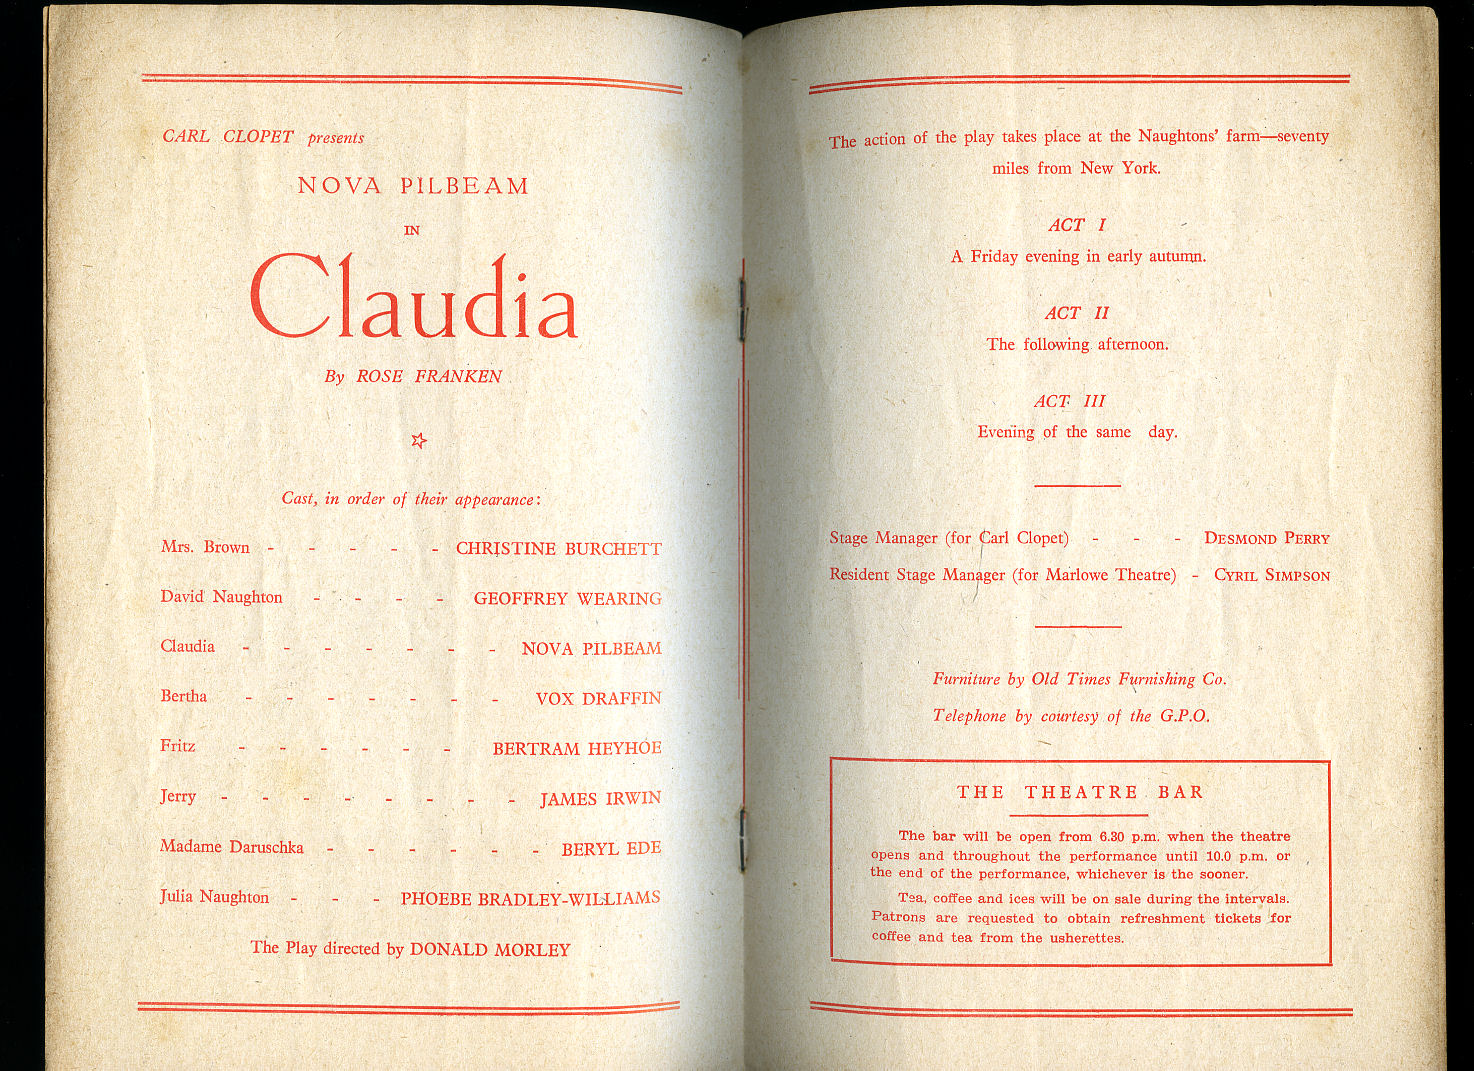 CARL CLOPET presents
NOVA PILBEAM
IN
Claudia
By ROSE FRANKEN
Cast, in order of their appearance:
Mrs. Brown - - - - - CHRISTINE BURCHETT
David Naughton - - - - GEOFFREY WEARING
Claudia - - - - - - - NOVA PILBEAM
Bertha - - - - - - - VOX DRAFFIN
Fritz - - - - - - BERTRAM HEYHOE
Jerry - - - - - - - - JAMES IRWIN
Madame Daruschka - - - - - - BERYL EDE
Julia Naughton - - - PHOEBE BRADLEY-WILLIAMS
The Play directed by DONALD MORLEY
The action of the play takes place at the Naughtons' farm—seventy
miles from New York.
ACT I
A Friday evening in early autumn.
ACT II
The following afternoon.
ACT III
Evening of the same day.
Stage Manager (for Carl Clopet) - - - DESMOND PERRY
Resident Stage Manager (for Marlowe Theatre) - CYRIL SIMPSON
Furniture by Old Times Furnishing Co.
Telephone by courtesy of the G.P.O.
THE THEATRE BAR
The bar will be open from 6.30 p.m. when the theatre
opens and throughout the performance until 10.0 p.m. or
the end of the performance, whichever is the sooner.
Tea, coffee and ices will be on sale during the intervals.
Patrons are requested to obtain refreshment tickets for
coffee and tea from the usherettes.